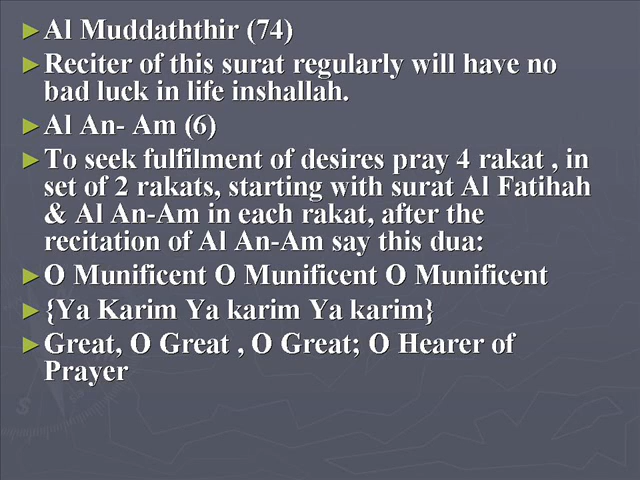 ► Al Muddaththir (74)
► Reciter of this surat regularly will have no
bad luck in life inshallah.
► Al An- Am (6)
► To seek fulfilment of desires pray 4 rakat , in
set of 2 rakats, starting with surat Al Fatihah
& Al An-Am in each rakat, after the
recitation of Al An-Am say this dua:
► O Munificent O Munificent O Munificent
► {Ya Karim Ya karim Ya karim}
► Great, O Great , O Great; O Hearer of
Prayer